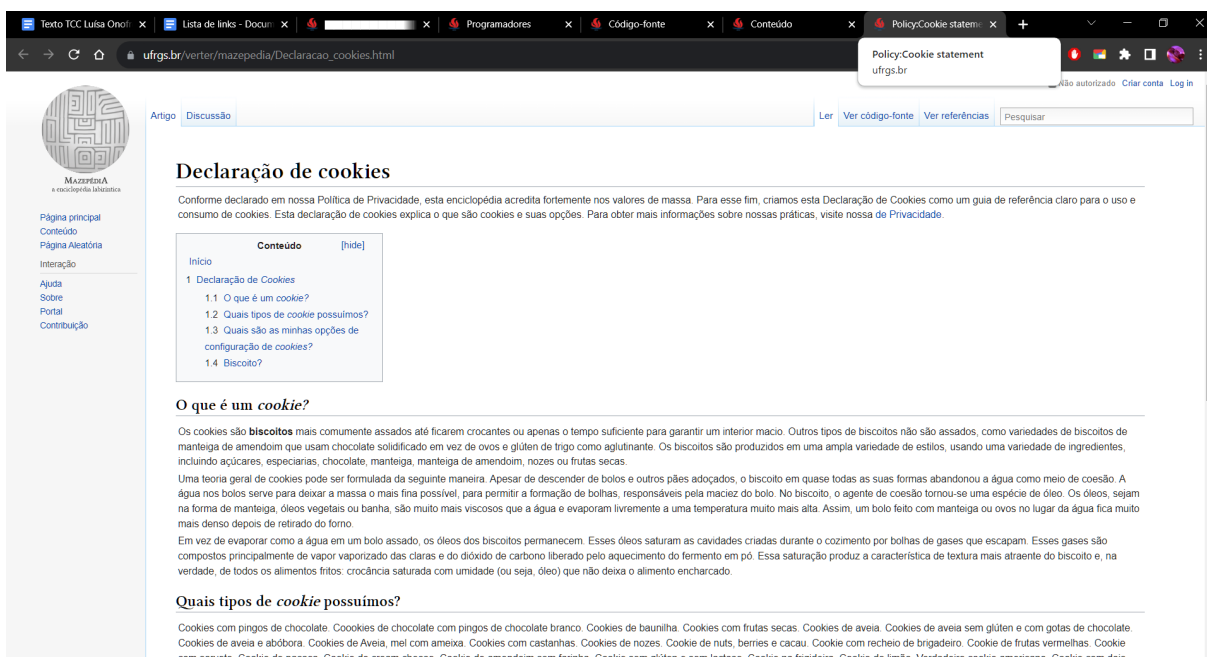 Texto TCC Luísa Onofr
Lista de links - Docum
Programadores
Código-fonte
Conteúdo
Policy:Cookie stateme
ufrgs.br/verter/mazepedia/Declaracao_cookies.html
Policy:Cookie statement
ufrgs.br
Não autorizado Criar conta Log in
Artigo Discussão
Ler Ver código-fonte Ver referências Pesquisar
MAZEPÉDIA
a enciclopédia labiríntica
Página principal
Conteúdo
Página Aleatória
Interação
Ajuda
Sobre
Portal
Contribuição
Declaração de cookies
Conforme declarado em nossa Política de Privacidade, esta enciclopédia acredita fortemente nos valores de massa. Para esse fim, criamos esta Declaração de Cookies como um guia de referência claro para o uso e
consumo de cookies. Esta declaração de cookies explica o que são cookies e suas opções. Para obter mais informações sobre nossas práticas, visite nossa de Privacidade.
Conteúdo [hide]
Início
1 Declaração de Cookies
1.1 O que é um cookie?
1.2 Quais tipos de cookie possuímos?
1.3 Quais são as minhas opções de
configuração de cookies?
1.4 Biscoito?
O que é um cookie?
Os cookies são biscoitos mais comumente assados até ficarem crocantes ou apenas o tempo suficiente para garantir um interior macio. Outros tipos de biscoitos não são assados, como variedades de biscoitos de
manteiga de amendoim que usam chocolate solidificado em vez de ovos e glúten de trigo como aglutinante. Os biscoitos são produzidos em uma ampla variedade de estilos, usando uma variedade de ingredientes,
incluindo açúcares, especiarias, chocolate, manteiga, manteiga de amendoim, nozes ou frutas secas.
Uma teoria geral de cookies pode ser formulada da seguinte maneira. Apesar de descender de bolos e outros pães adoçados, o biscoito em quase todas as suas formas abandonou a água como meio de coesão. A
água nos bolos serve para deixar a massa o mais fina possível, para permitir a formação de bolhas, responsáveis pela maciez do bolo. No biscoito, o agente de coesão tornou-se uma espécie de óleo. Os óleos, sejam
na forma de manteiga, óleos vegetais ou banha, são muito mais viscosos que a água e evaporam livremente a uma temperatura muito mais alta. Assim, um bolo feito com manteiga ou ovos no lugar da água fica muito
mais denso depois de retirado do forno.
Em vez de evaporar como a água em um bolo assado, os óleos dos biscoitos permanecem. Esses óleos saturam as cavidades criadas durante o cozimento por bolhas de gases que escapam. Esses gases são
compostos principalmente de vapor vaporizado das claras e do dióxido de carbono liberado pelo aquecimento do fermento em pó. Essa saturação produz a característica de textura mais atraente do biscoito e, na
verdade, de todos os alimentos fritos: crocância saturada com umidade (ou seja, óleo) que não deixa o alimento encharcado.
Quais tipos de cookie possuímos?
Cookies com pingos de chocolate. Coookies de chocolate com pingos de chocolate branco. Cookies de baunilha. Cookies com frutas secas. Cookies de aveia. Cookies de aveia sem glúten e com gotas de chocolate.
Cookies de aveia e abóbora. Cookies de Aveia, mel com ameixa. Cookies com castanhas. Cookies de nozes. Cookie de nuts, berries e cacau. Cookie com recheio de brigadeiro. Cookie de frutas vermelhas. Cookie